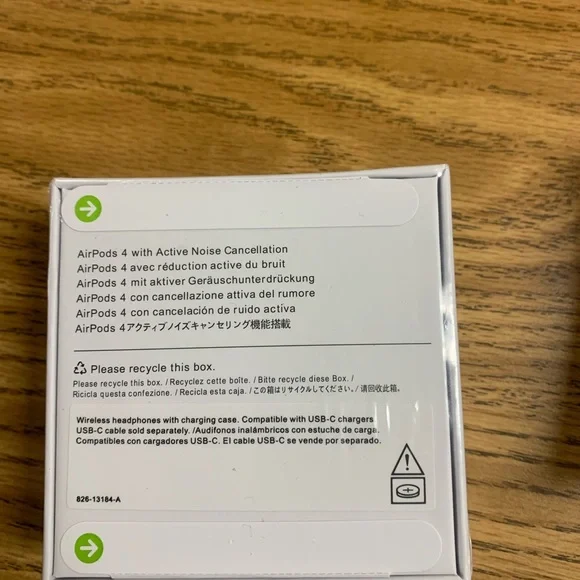 AirPods 4 with Active Noise Cancellation
AirPods 4 avec réduction active du bruit
AirPods 4 mit aktiver Geräuschunterdrückung
AirPods 4 con cancellazione attiva del rumore
AirPods 4 con cancelación de ruido activa
AirPods 4アクティブノイズキャンセリング機能搭載
Please recycle this box.
Please recycle this box. / Recyclez cette boîte. / Bitte recycle diese Box. /
Ricicla questa confezione. / Recicla esta caja. / この箱はリサイクルしてください。/ 请回收此箱。
Wireless headphones with charging case. Compatible with USB-C chargers
USB-C cable sold separately. /Audífonos inalámbricos con estuche de carga.
Compatibles con cargadores USB-C. El cable USB-C se vende por separado.
826-13184-A